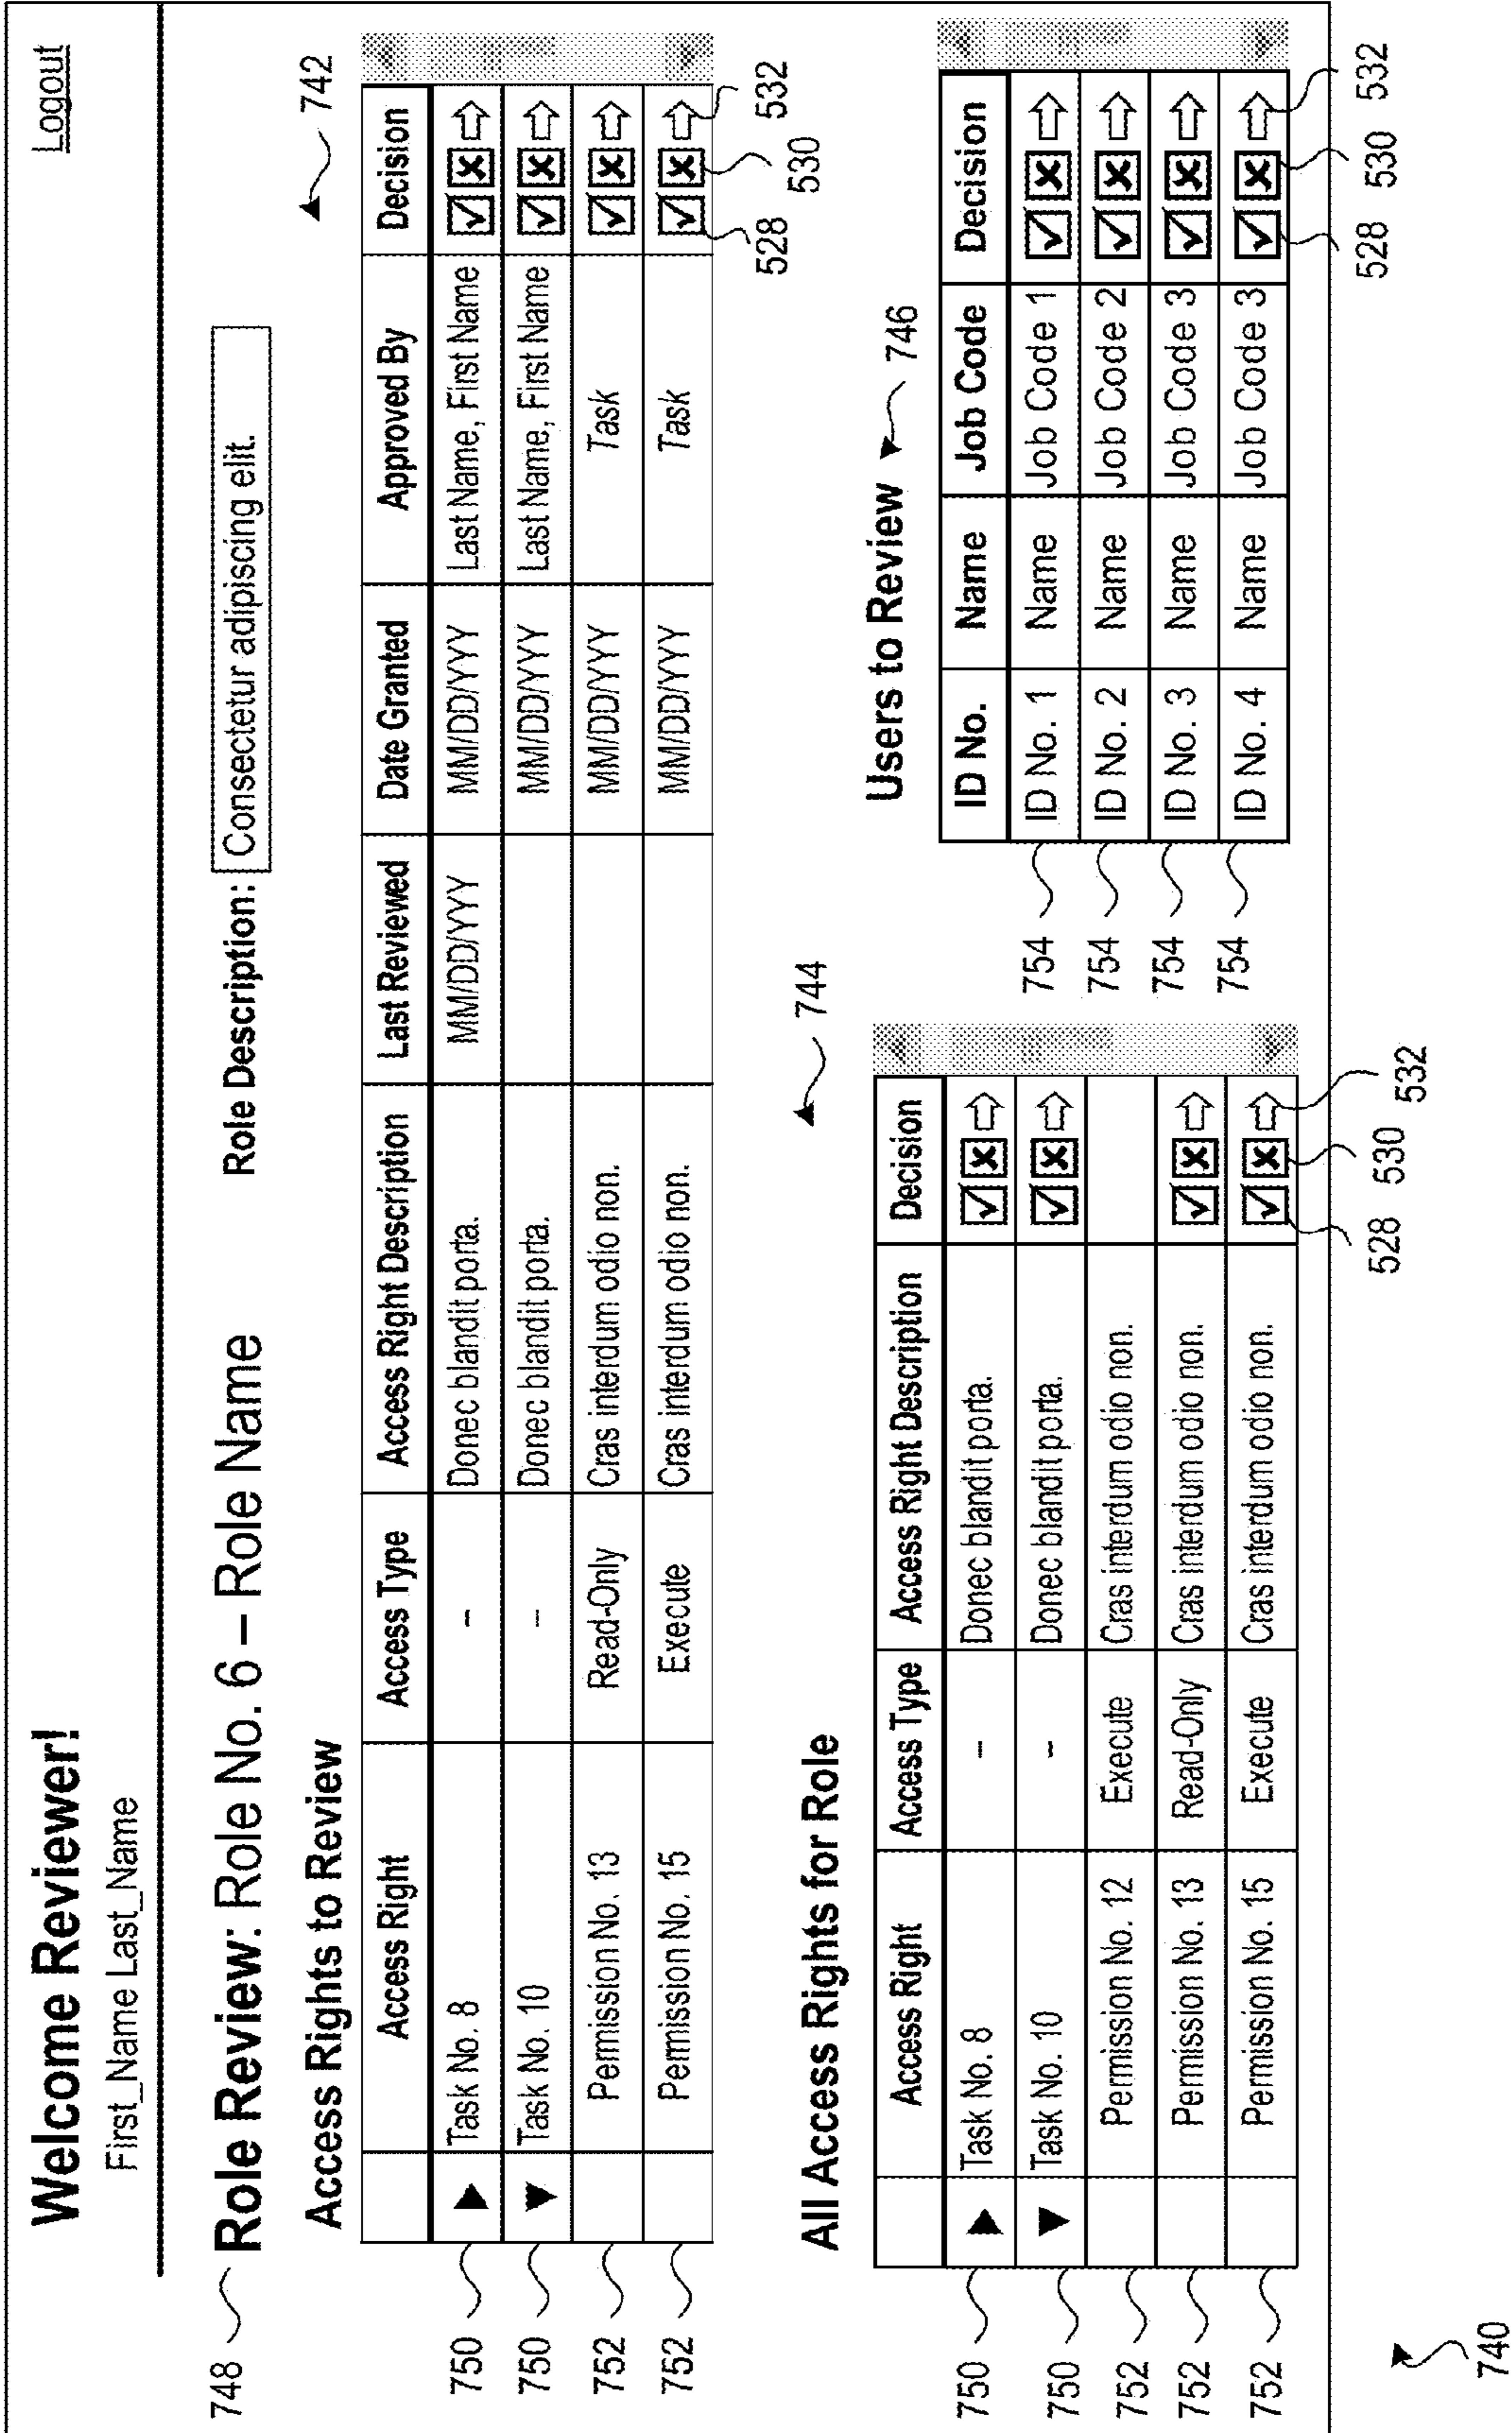 Welcome Reviewer!
Logout
First_Name Last_Name
748
Role Review: Role No. 6 – Role Name
Role Description:
Consectetur adipiscing elit.
Access Rights to Review
742
Access Right Access Type Access Right Description Last Reviewed Date Granted Approved By Decision
750 Task No. 8 – Donec blandit porta. MM/DD/YYY MM/DD/YYY Last Name, First Name
750 Task No. 10 – Donec blandit porta. MM/DD/YYY Last Name, First Name
752 Permission No. 13 Read-Only Cras interdum odio non. MM/DD/YYY Task
752 Permission No. 15 Execute Cras interdum odio non. MM/DD/YYY Task
528 530 532
All Access Rights for Role
744
Access Right Access Type Access Right Description Decision
750 Task No. 8 – Donec blandit porta.
750 Task No. 10 – Donec blandit porta.
752 Permission No. 12 Execute Cras interdum odio non.
752 Permission No. 13 Read-Only Cras interdum odio non.
752 Permission No. 15 Execute Cras interdum odio non.
528 530 532
Users to Review
746
ID No. Name Job Code Decision
754 ID No. 1 Name Job Code 1
754 ID No. 2 Name Job Code 2
754 ID No. 3 Name Job Code 3
754 ID No. 4 Name Job Code 3
528 530 532
740